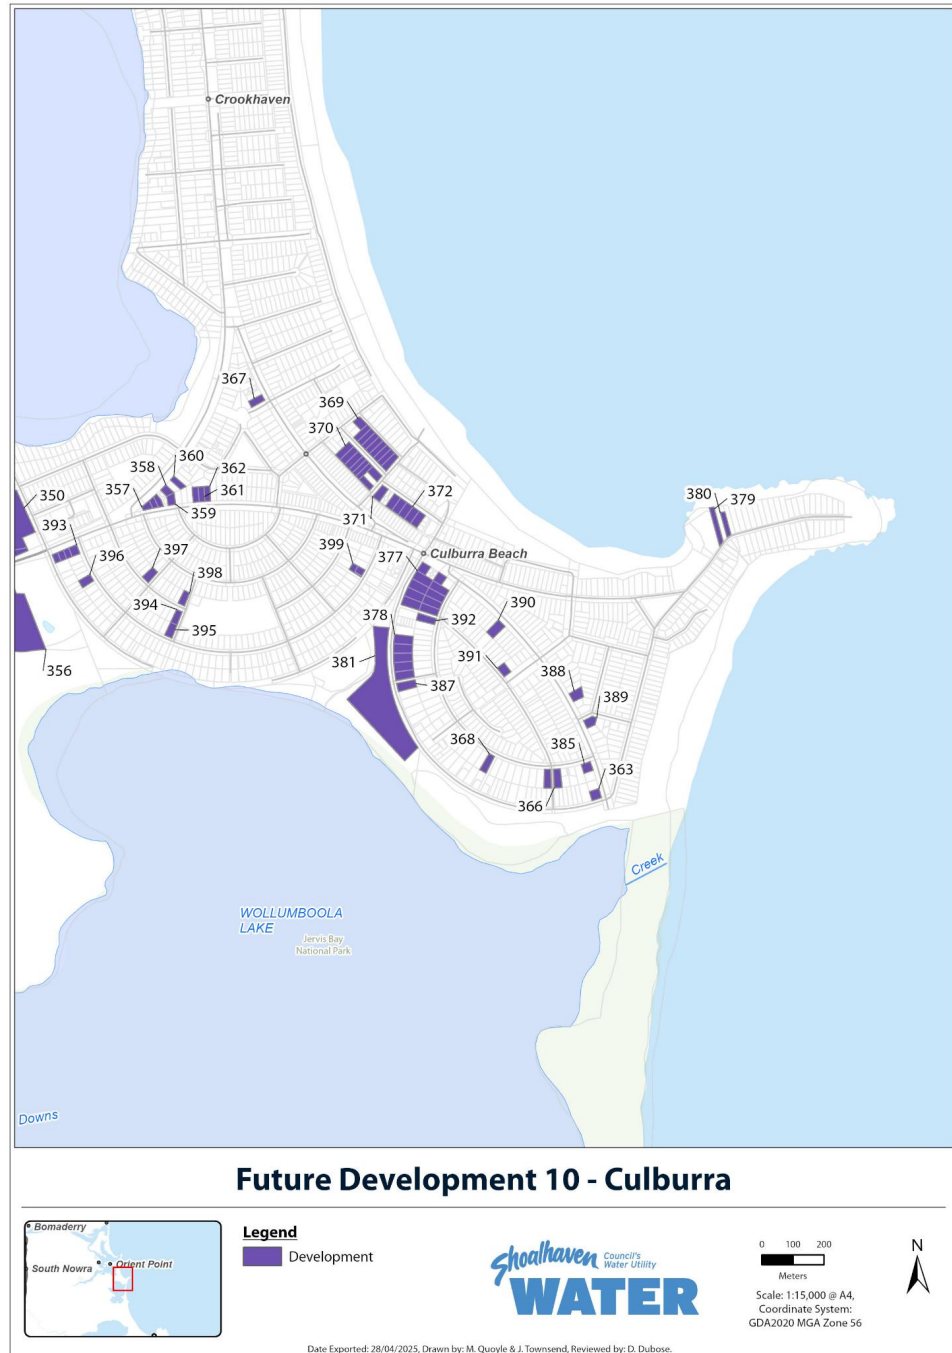 Crookhaven
367
369
370
360
358
362
350
357
361
372
380
379
393
359
371
396
397
399
Culburra Beach
377
398
390
394
378
392
395
381
391
356
387
388
389
368
385
363
366
Creek
WOLLUMBOOLA
LAKE
Jervis Bay
National Park
Downs
Future Development 10 - Culburra
Bomaderry
South Nowra
Orient Point
Legend
Development
Shoalhaven
Council's
Water Utility
WATER
0 100 200
Meters
Scale: 1:15,000 @ A4,
Coordinate System:
GDA2020 MGA Zone 56
N
Date Exported: 28/04/2025, Drawn by: M. Quoyle & J. Townsend, Reviewed by: D. Dubose.